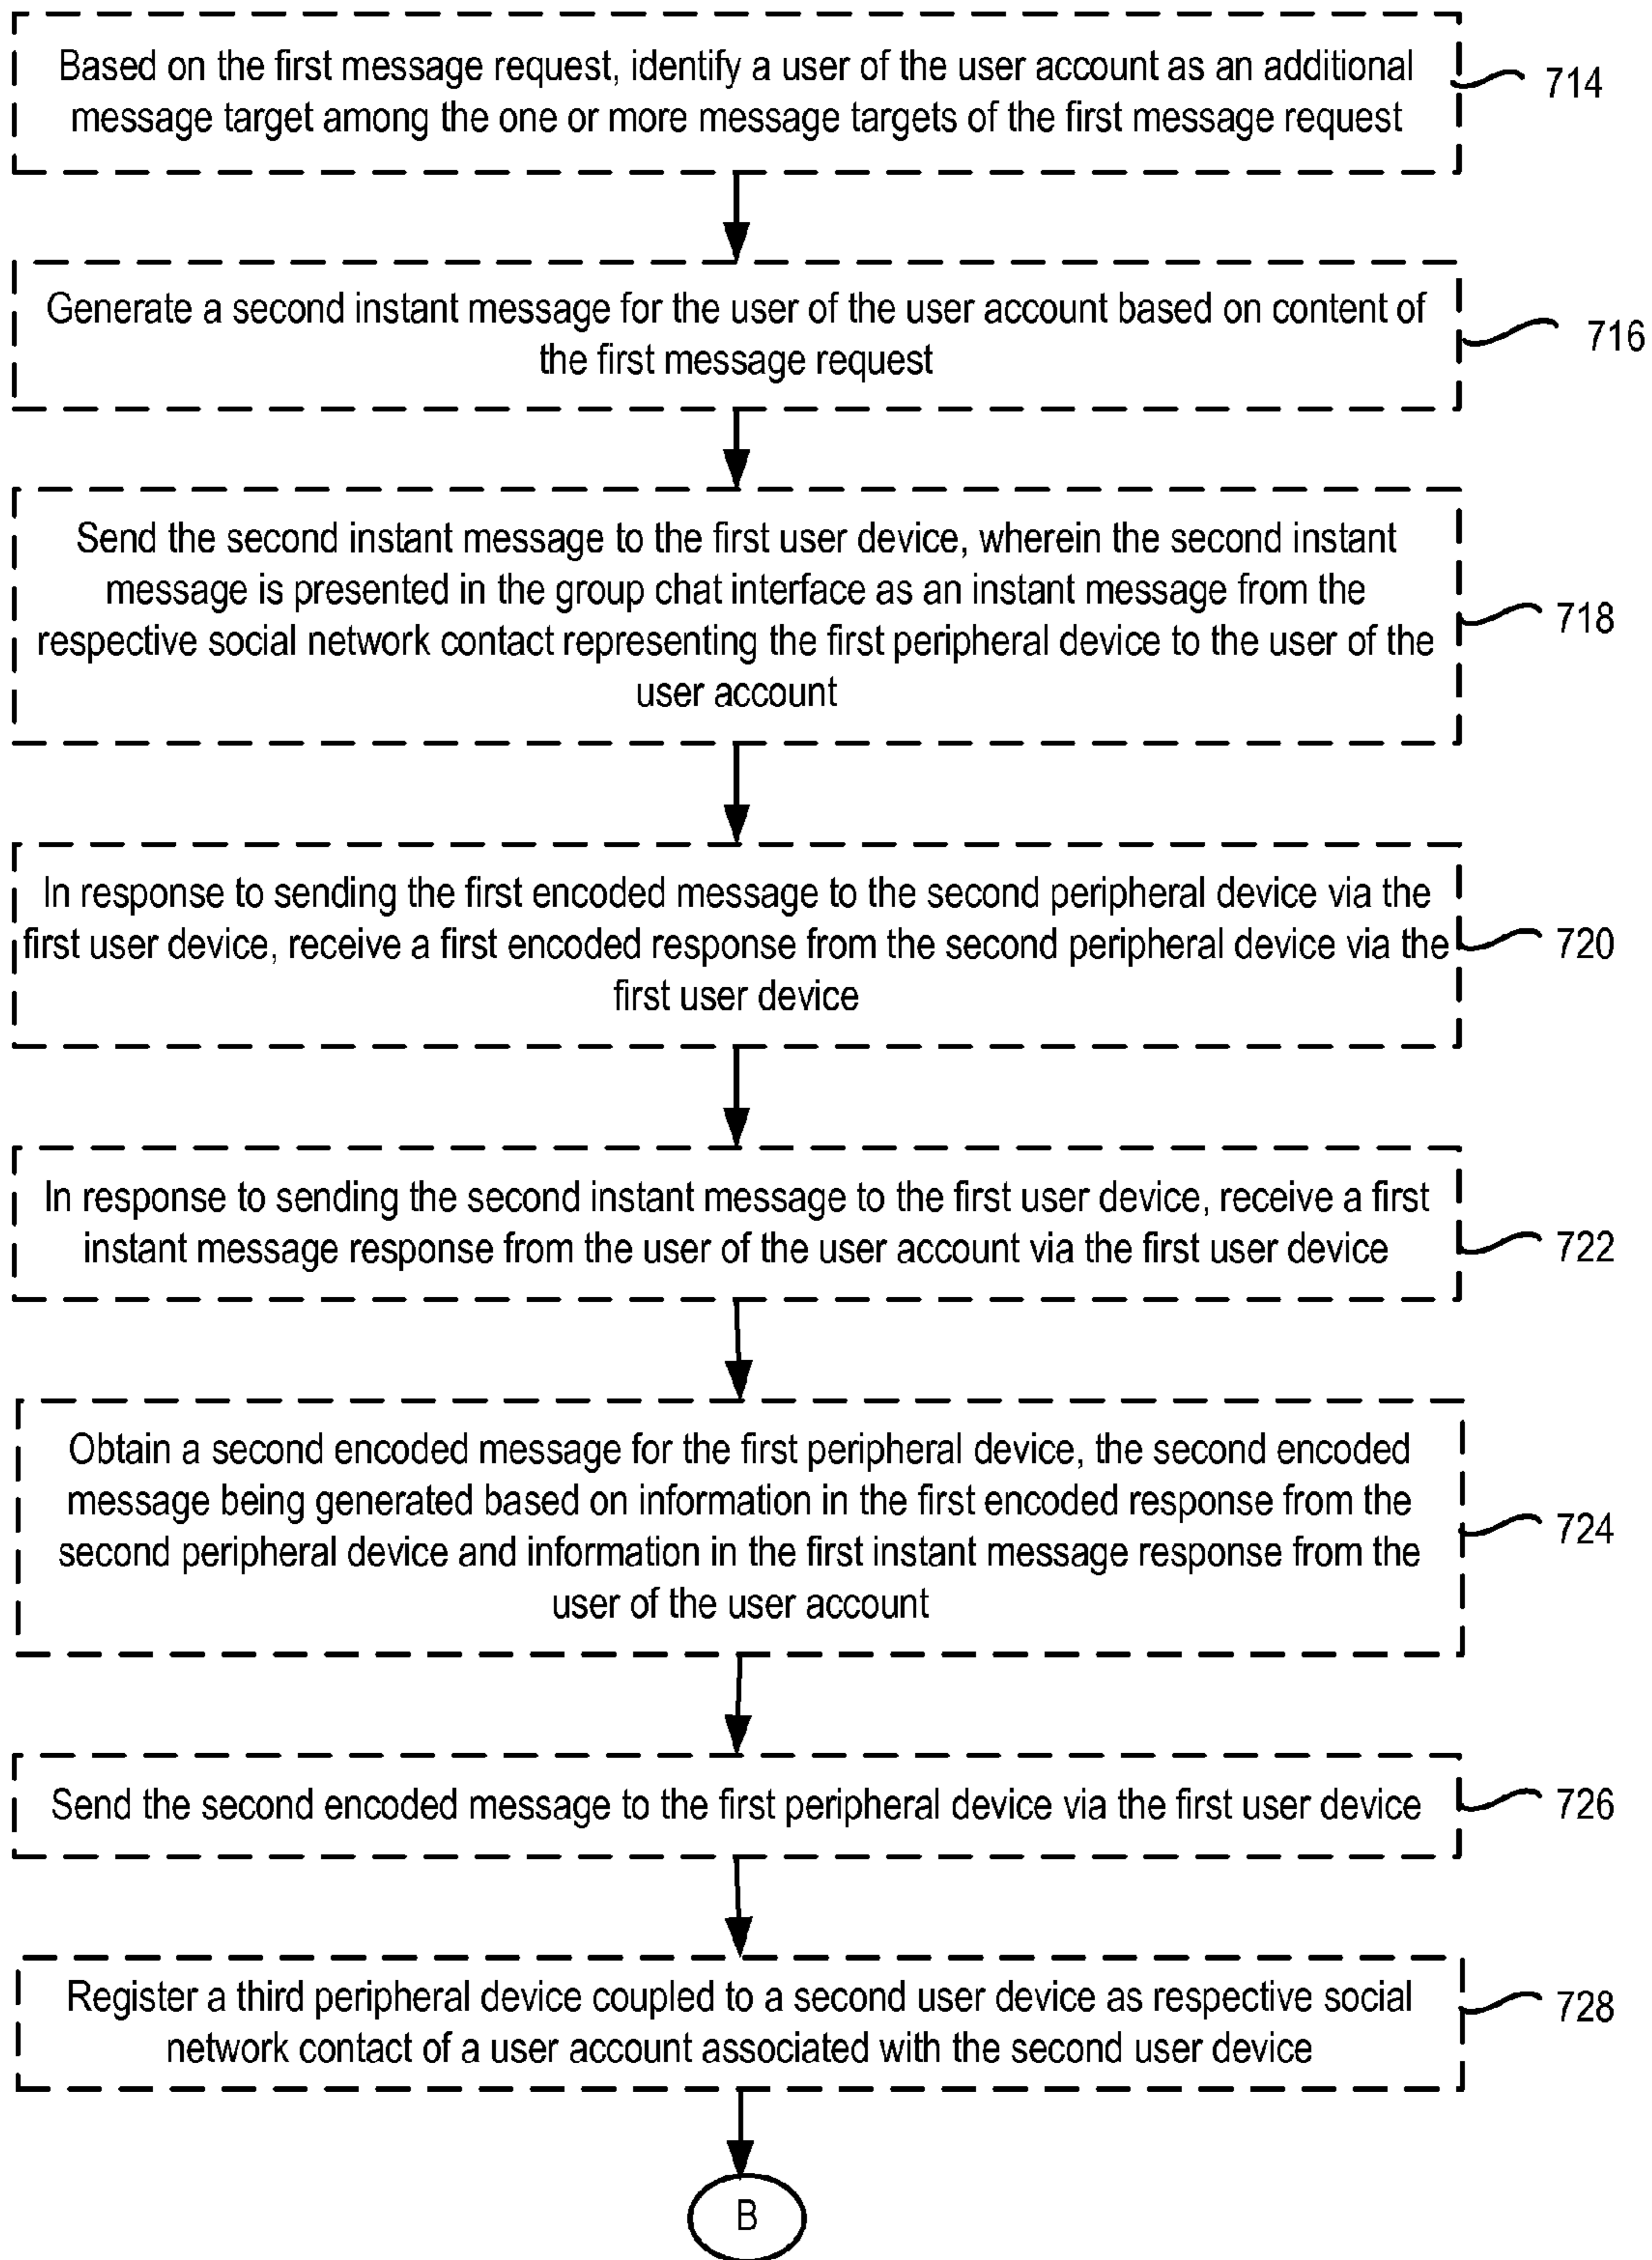 Based on the first message request, identify a user of the user account as an additional
message target among the one or more message targets of the first message request
714
Generate a second instant message for the user of the user account based on content of
the first message request
716
Send the second instant message to the first user device, wherein the second instant
message is presented in the group chat interface as an instant message from the
respective social network contact representing the first peripheral device to the user of the
user account
718
In response to sending the first encoded message to the second peripheral device via the
first user device, receive a first encoded response from the second peripheral device via the
first user device
720
In response to sending the second instant message to the first user device, receive a first
instant message response from the user of the user account via the first user device
722
Obtain a second encoded message for the first peripheral device, the second encoded
message being generated based on information in the first encoded response from the
second peripheral device and information in the first instant message response from the
user of the user account
724
Send the second encoded message to the first peripheral device via the first user device
726
Register a third peripheral device coupled to a second user device as respective social
network contact of a user account associated with the second user device
728
B